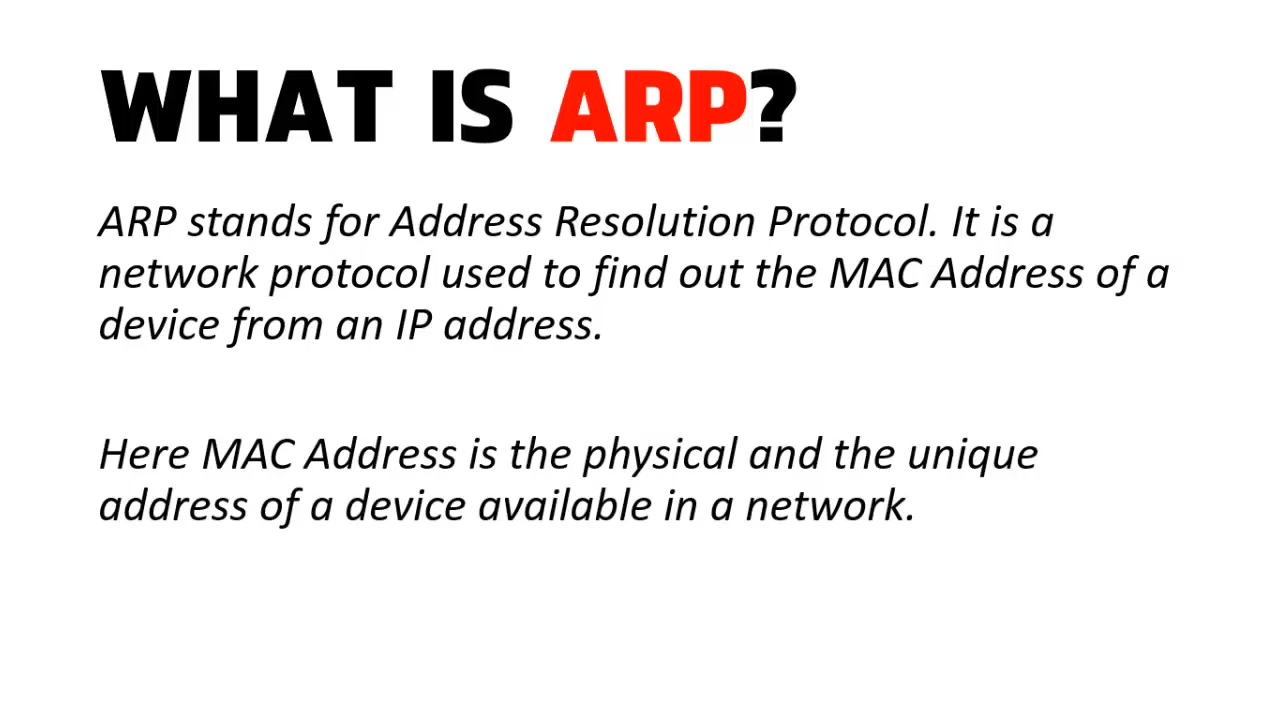 WHAT IS ARP?
ARP stands for Address Resolution Protocol. It is a
network protocol used to find out the MAC Address of a
device from an IP address.
Here MAC Address is the physical and the unique
address of a device available in a network.